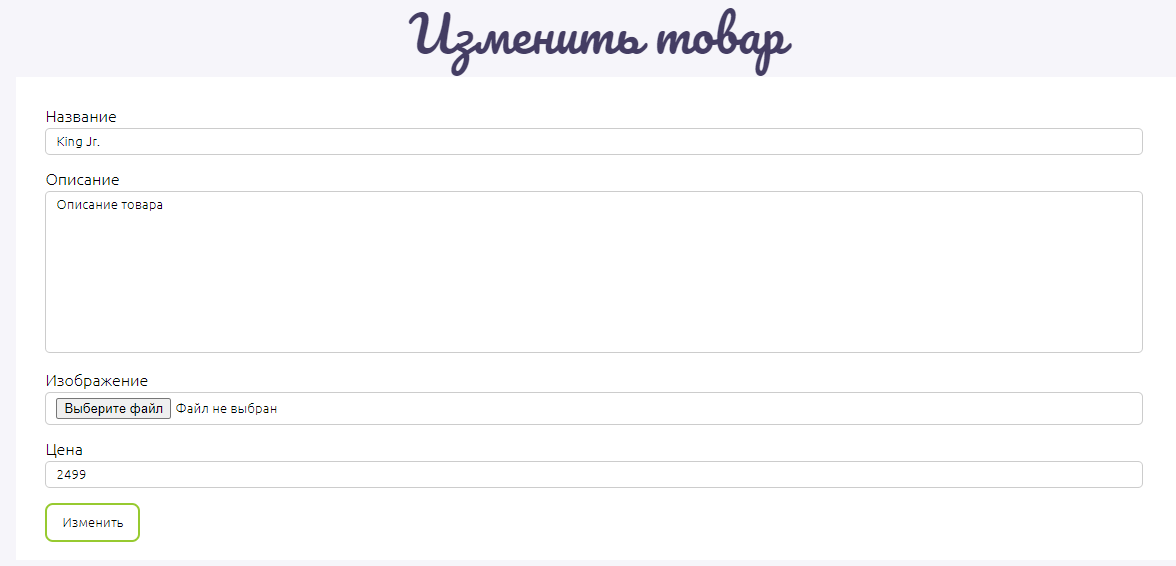 Изменить товар
Название
King Jr.
Описание
Описание товара
Изображение
Выберите файл Файл не выбран
Цена
2499
Изменить